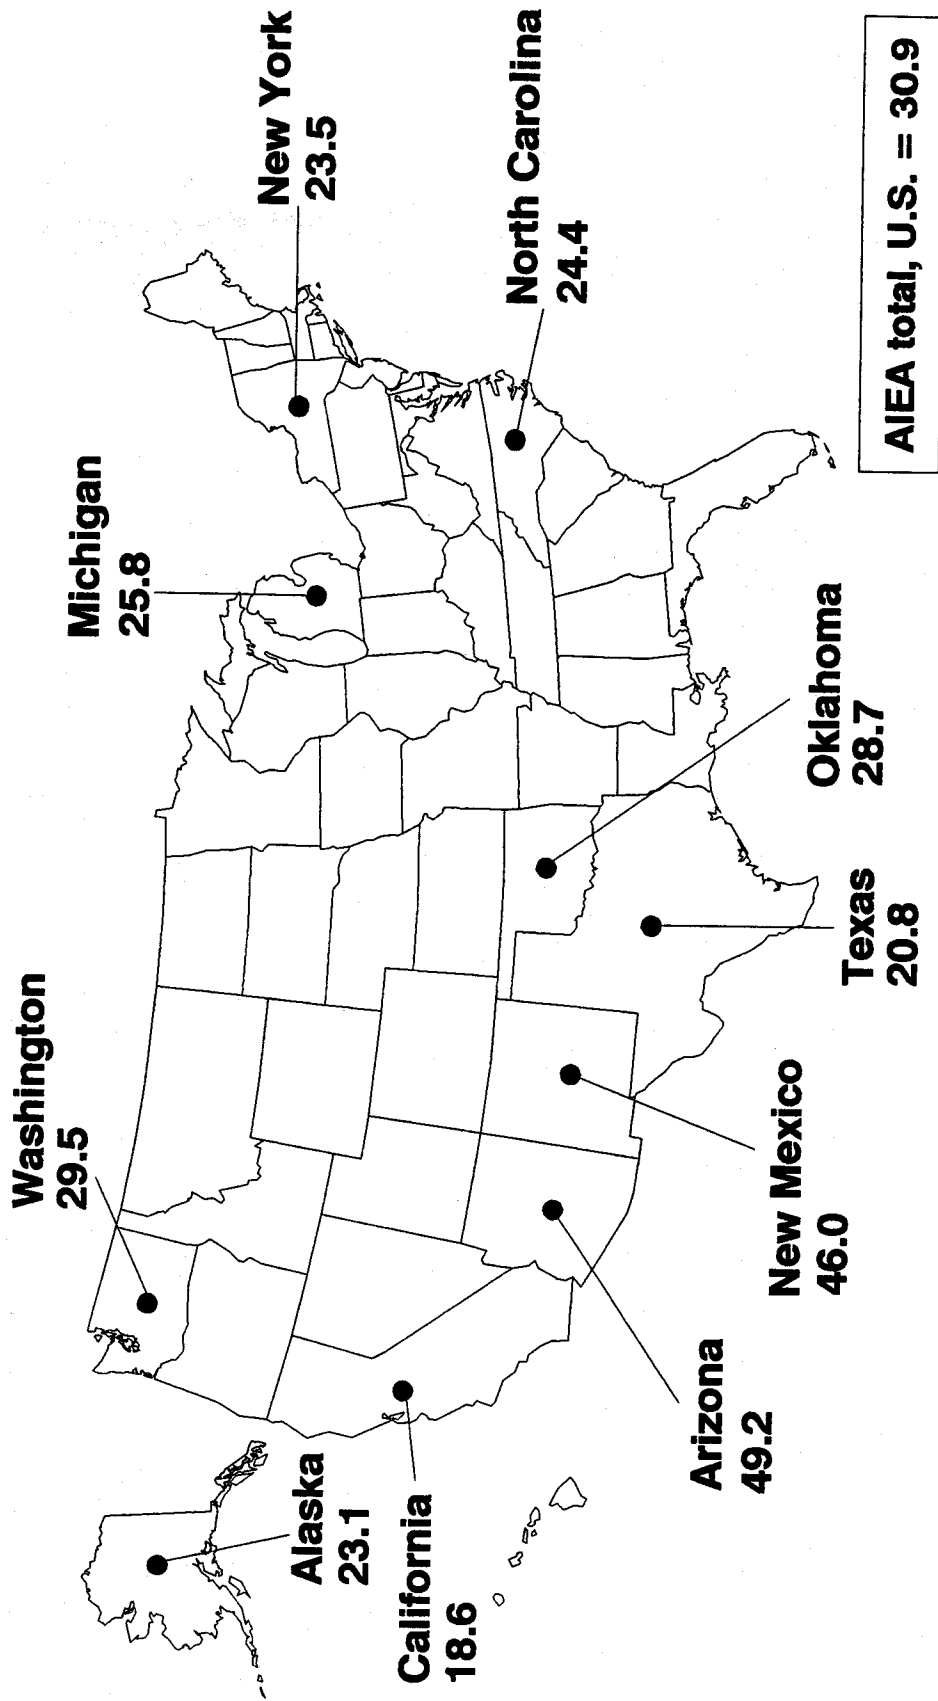 Washington
29.5
Michigan
25.8
New York
23.5
Alaska
23.1
California
18.6
North Carolina
24.4
Arizona
49.2
New Mexico
46.0
Texas
20.8
Oklahoma
28.7
AIEA total, U.S. = 30.9